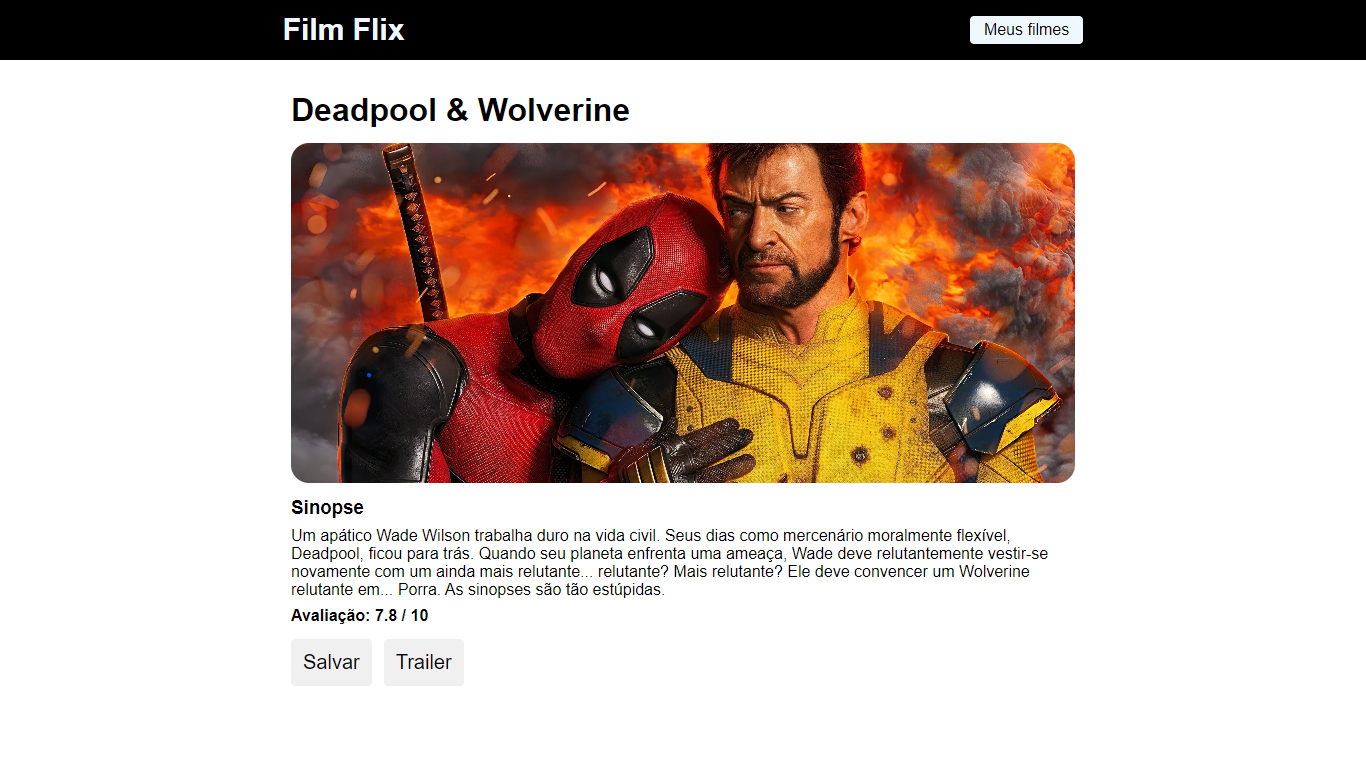 Film Flix
Meus filmes
Deadpool & Wolverine
Sinopse
Um apático Wade Wilson trabalha duro na vida civil. Seus dias como mercenário moralmente flexível,
Deadpool, ficou para trás. Quando seu planeta enfrenta uma ameaça, Wade deve relutantemente vestir-se
novamente com um ainda mais relutante... relutante? Mais relutante? Ele deve convencer um Wolverine
relutante em... Porra. As sinopses são tão estúpidas.
Avaliação: 7.8 / 10
Salvar
Trailer